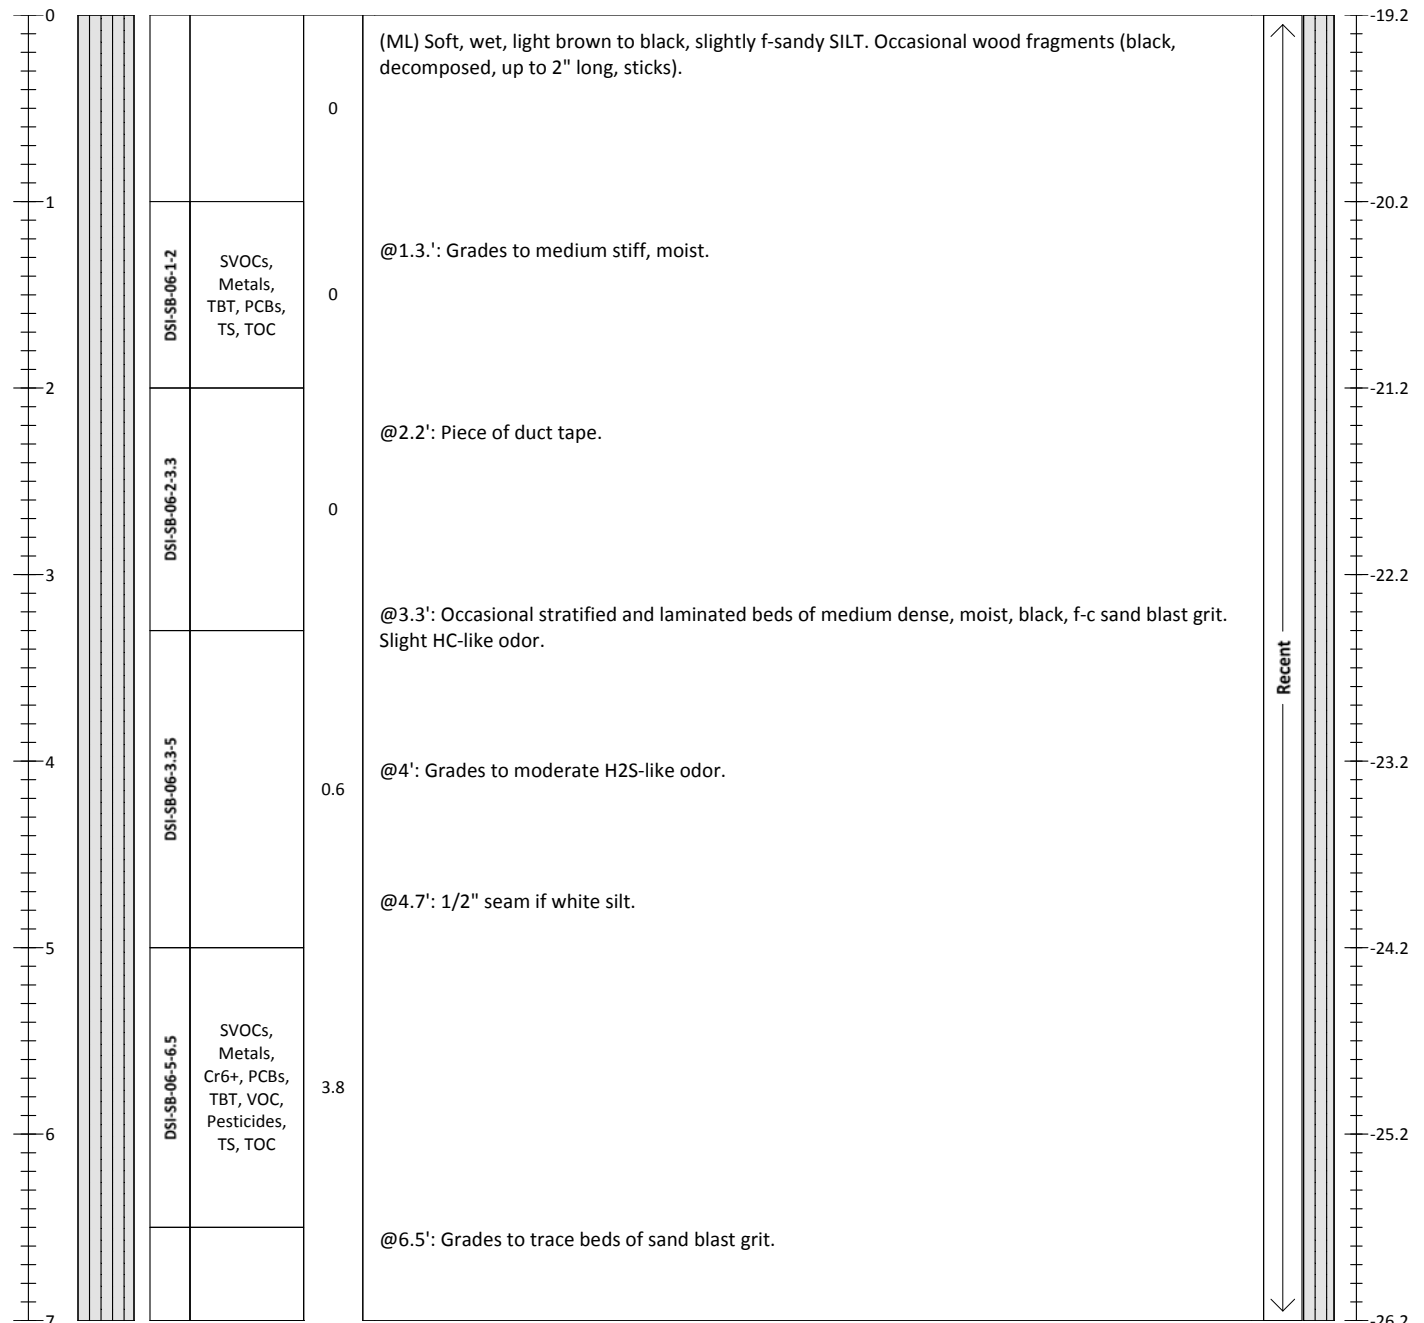 0
-19.2
(ML) Soft, wet, light brown to black, slightly f-sandy SILT. Occasional wood fragments (black,
decomposed, up to 2" long, sticks).
0
1
-20.2
DSI-SB-06-1-2
SVOCs,
Metals,
TBT, PCBs,
TS, TOC
0
@1.3.': Grades to medium stiff, moist.
2
-21.2
@2.2': Piece of duct tape.
DSI-SB-06-2-3.3
0
3
-22.2
@3.3': Occasional stratified and laminated beds of medium dense, moist, black, f-c sand blast grit.
Slight HC-like odor.
Recent
4
-23.2
DSI-SB-06-3.3-5
0.6
@4': Grades to moderate H2S-like odor.
@4.7': 1/2" seam if white silt.
5
-24.2
DSI-SB-06-5-6.5
SVOCs,
Metals,
Cr6+, PCBs,
TBT, VOC,
Pesticides,
TS, TOC
3.8
6
-25.2
@6.5': Grades to trace beds of sand blast grit.
7
-26.2